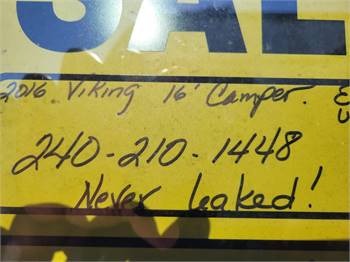 SAL
2016 Viking 16' Camper. E
U
240-210-1448
Never leaked!